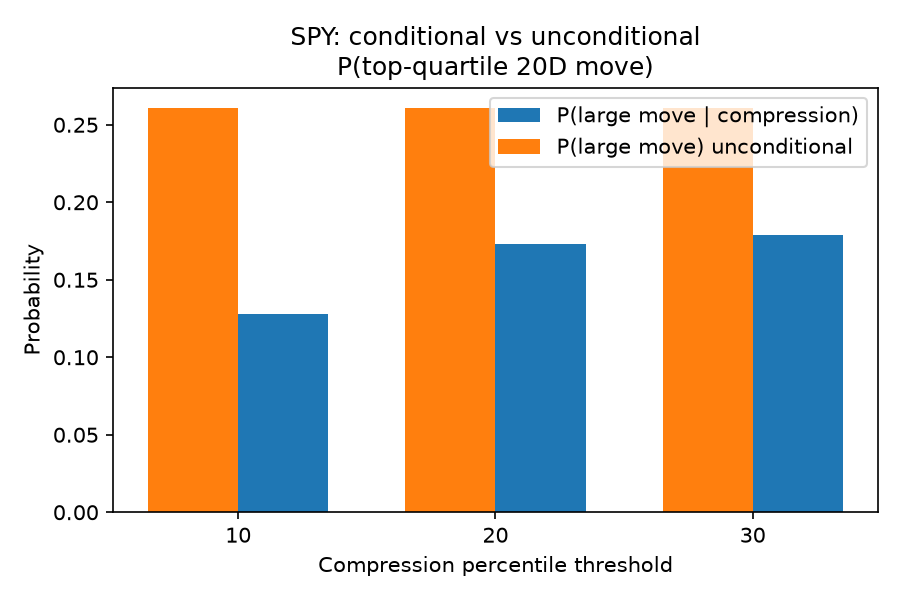 SPY: conditional vs unconditional
P(top-quartile 20D move)
P(large move | compression)
P(large move) unconditional
Probability
0.25
0.20
0.15
0.10
0.05
0.00
10
20
30
Compression percentile threshold